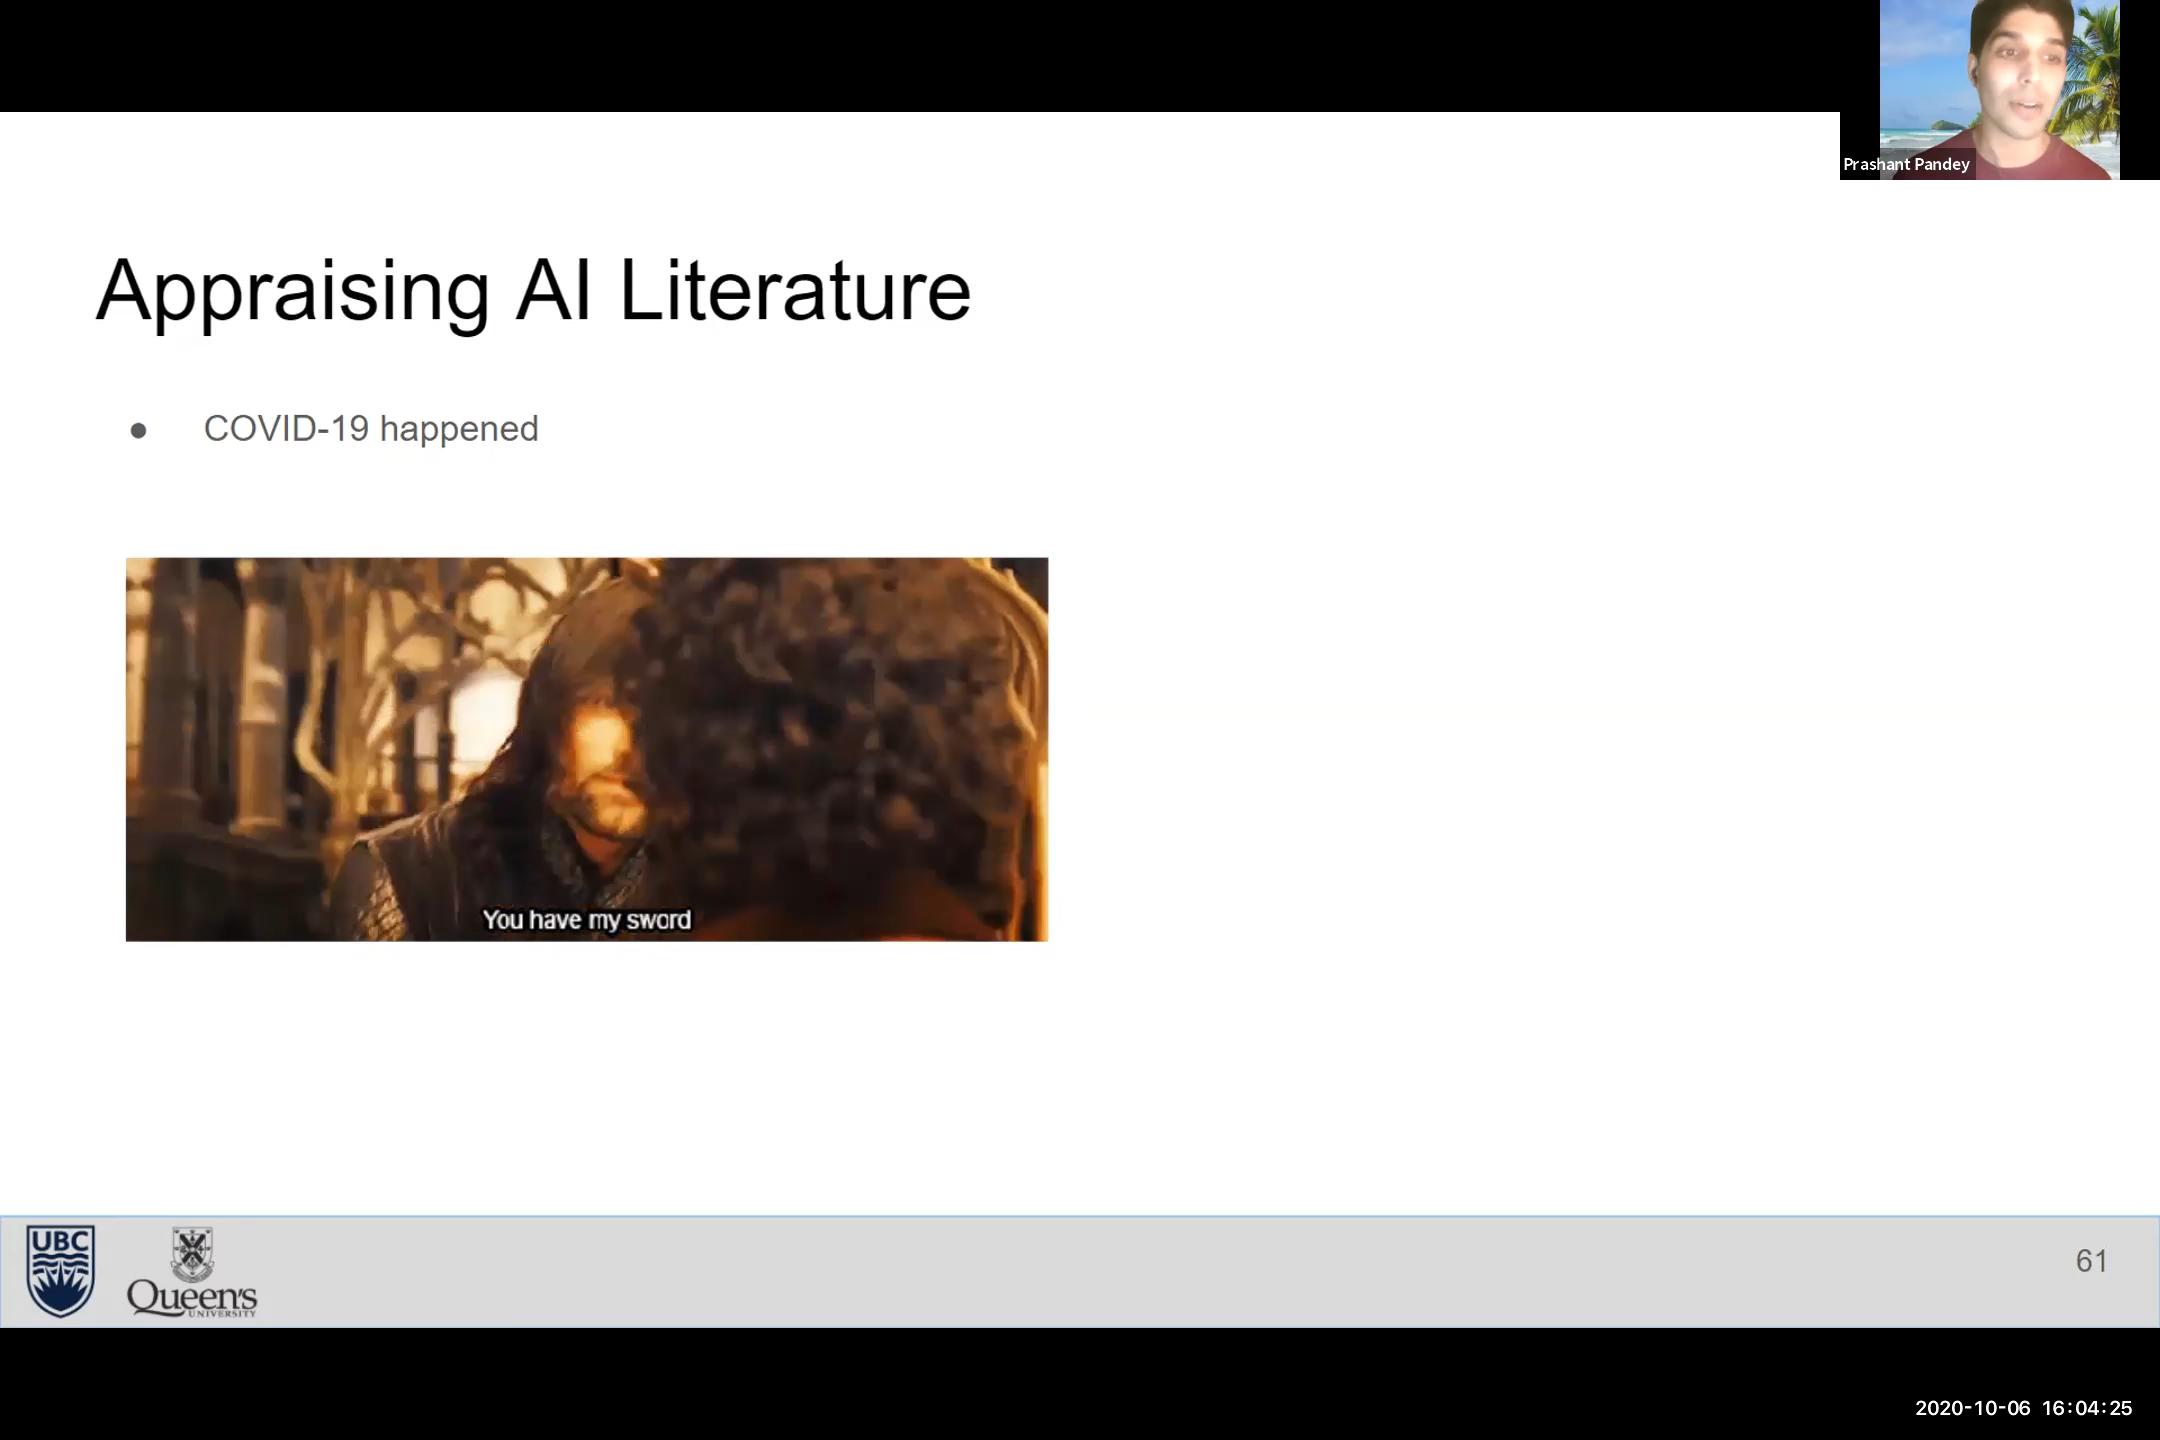 Prashant Pandey
Appraising AI Literature
● COVID-19 happened
You have my sword
UBC
Queen's
UNIVERSITY
61
2020-10-06 16:04:25